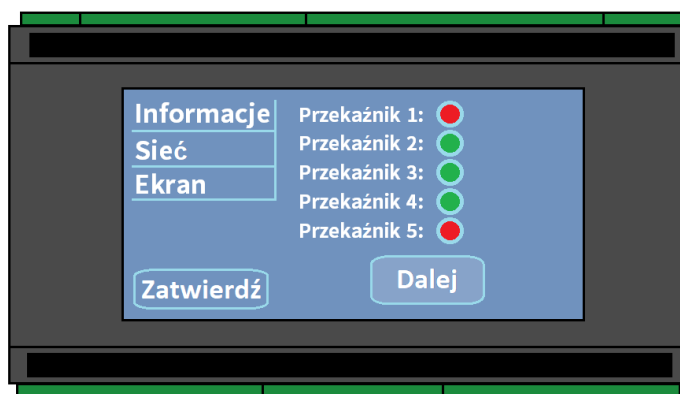 Informacje
Sieć
Ekran
Przekaźnik 1:
Przekaźnik 2:
Przekaźnik 3:
Przekaźnik 4:
Przekaźnik 5:
Zatwierdź
Dalej